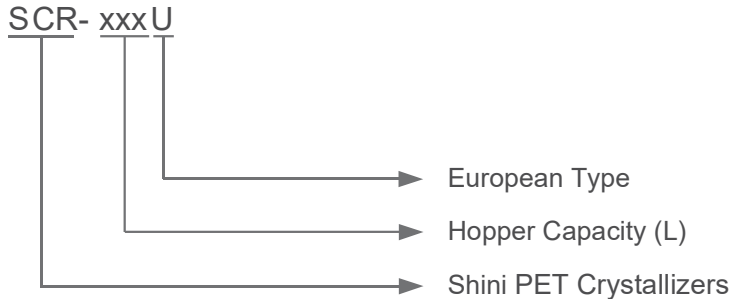 SCR- xxxU
European Type
Hopper Capacity (L)
Shini PET Crystallizers